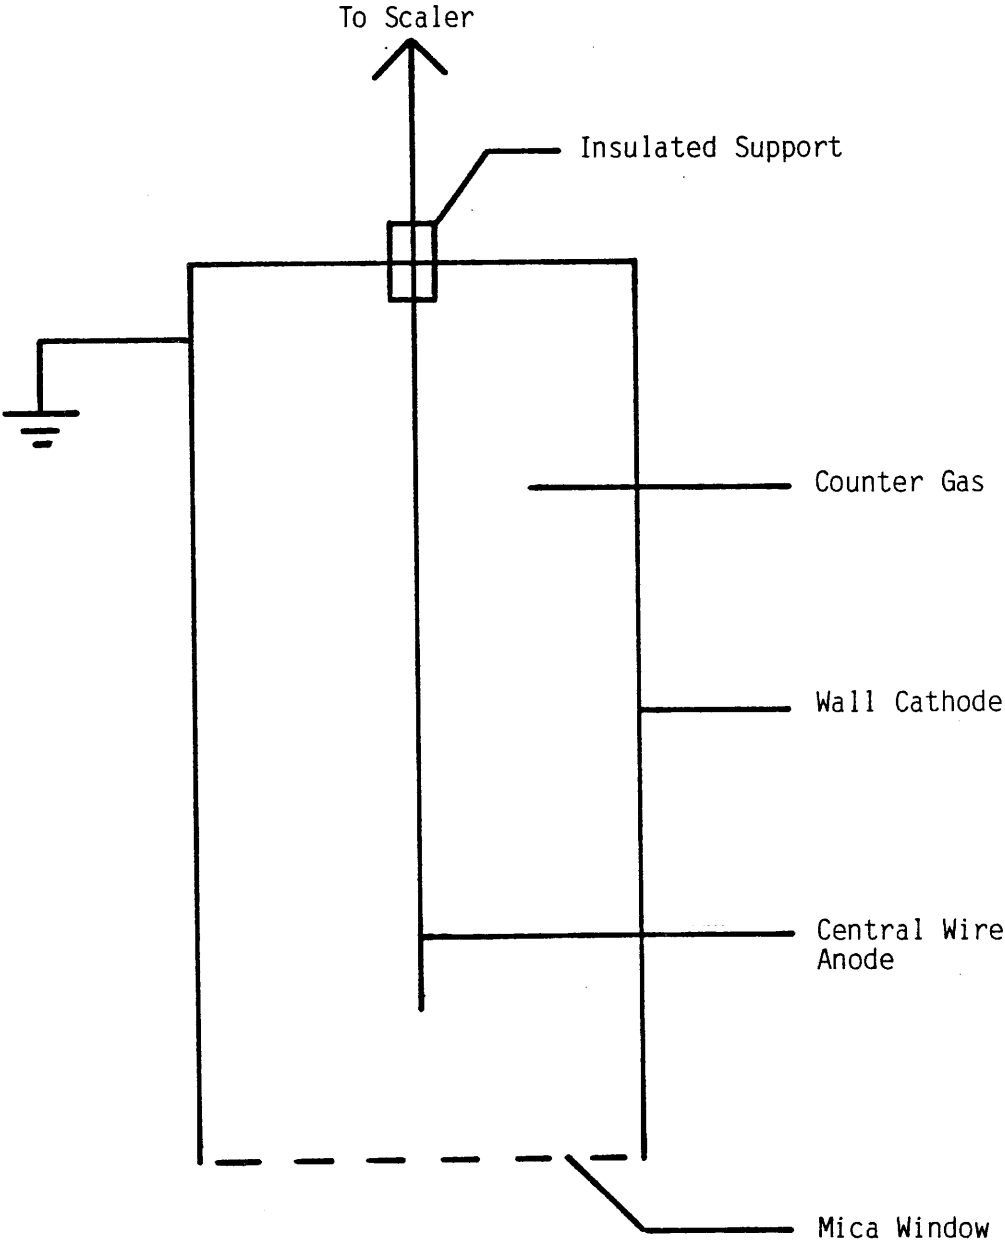 To Scaler
Insulated Support
Counter Gas
Wall Cathode
Central Wire
Anode
Mica Window